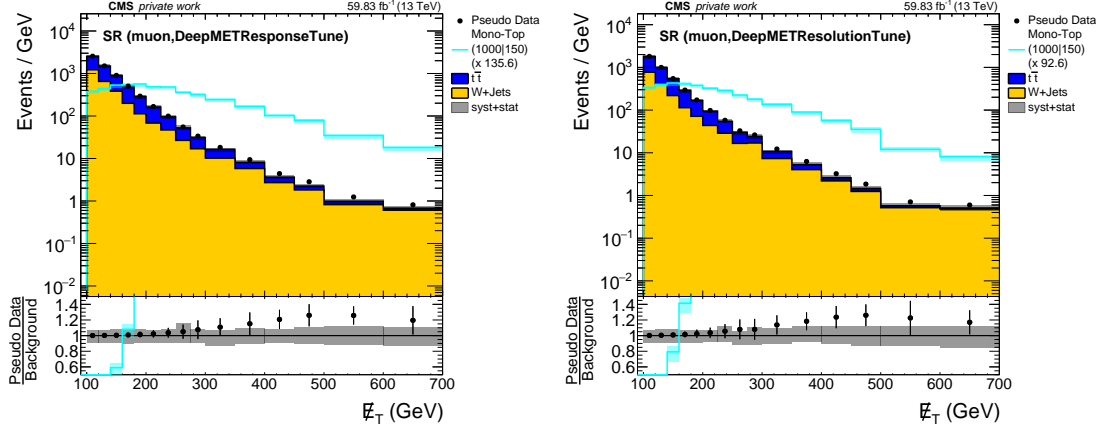 CMS private work 59.83 fb⁻¹ (13 TeV)
SR (muon,DeepMETResponseTune)
Events / GeV
10⁴
10³
10²
10
1
10⁻¹
10⁻²
Pseudo Data
Mono-Top
(1000|150)
(x 135.6)
tt̅
W+Jets
syst+stat
Pseudo Data
Background
1.4
1.2
1
0.8
0.6
100 200 300 400 500 600 700
E̸_T (GeV)
CMS private work 59.83 fb⁻¹ (13 TeV)
SR (muon,DeepMETResolutionTune)
Events / GeV
10⁴
10³
10²
10
1
10⁻¹
10⁻²
Pseudo Data
Mono-Top
(1000|150)
(x 92.6)
tt̅
W+Jets
syst+stat
Pseudo Data
Background
1.4
1.2
1
0.8
0.6
100 200 300 400 500 600 700
E̸_T (GeV)